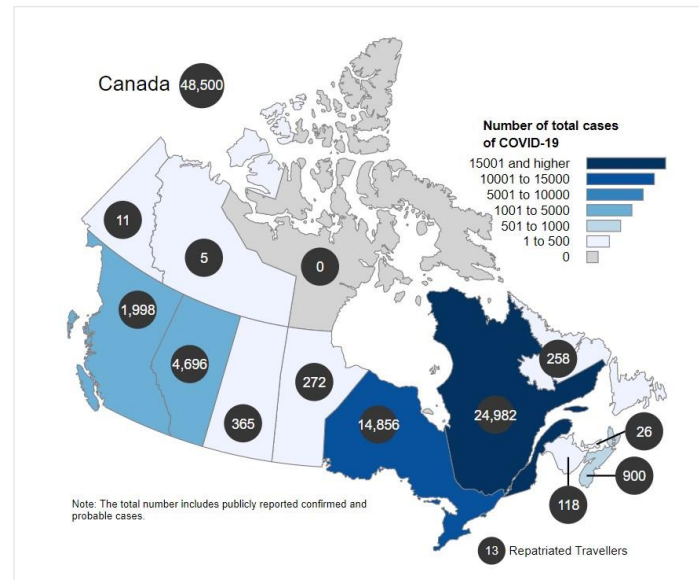 Canada 48,500
Number of total cases
of COVID-19
15001 and higher
10001 to 15000
5001 to 10000
1001 to 5000
501 to 1000
1 to 500
0
11
5
0
1,998
4,696
365
272
14,856
24,982
258
26
900
118
Note: The total number includes publicly reported confirmed and
probable cases.
13 Repatriated Travellers